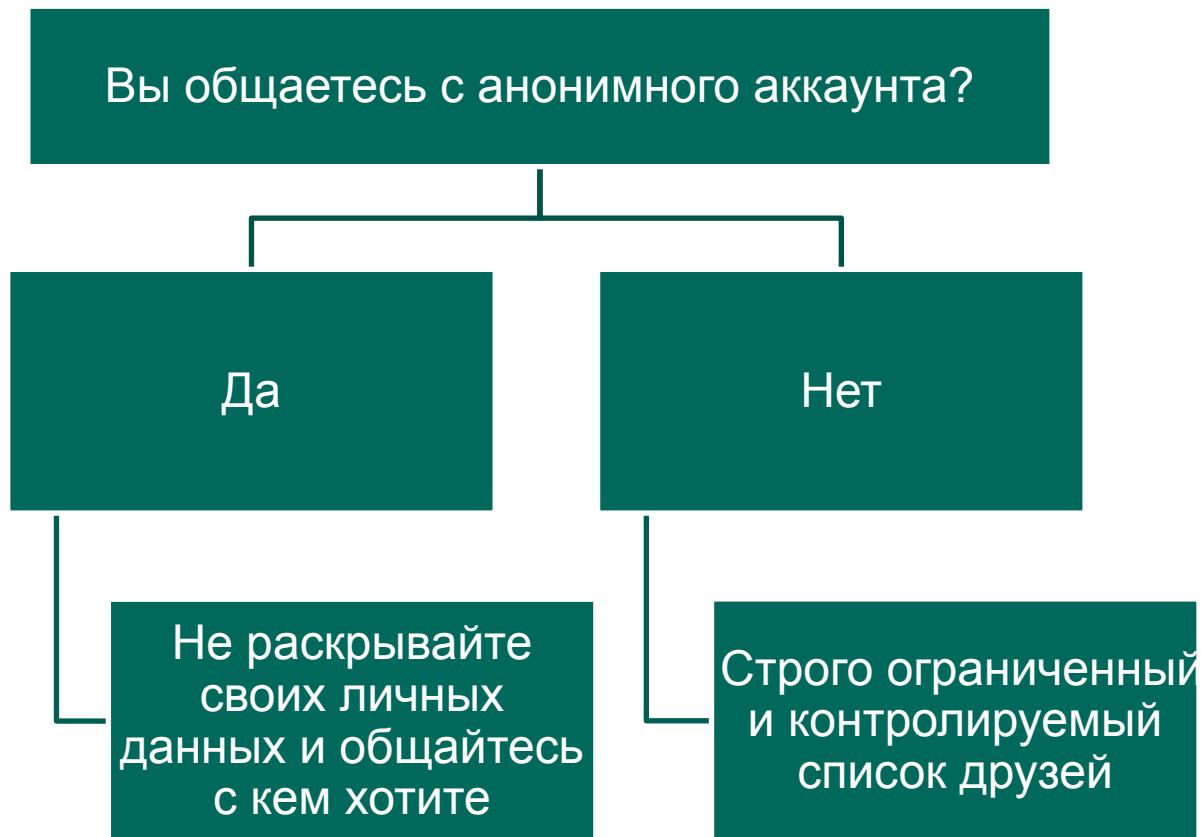 Вы общаетесь с анонимного аккаунта?
Да
Нет
Не раскрывайте
своих личных
данных и общайтесь
с кем хотите
Строго ограниченный
и контролируемый
список друзей